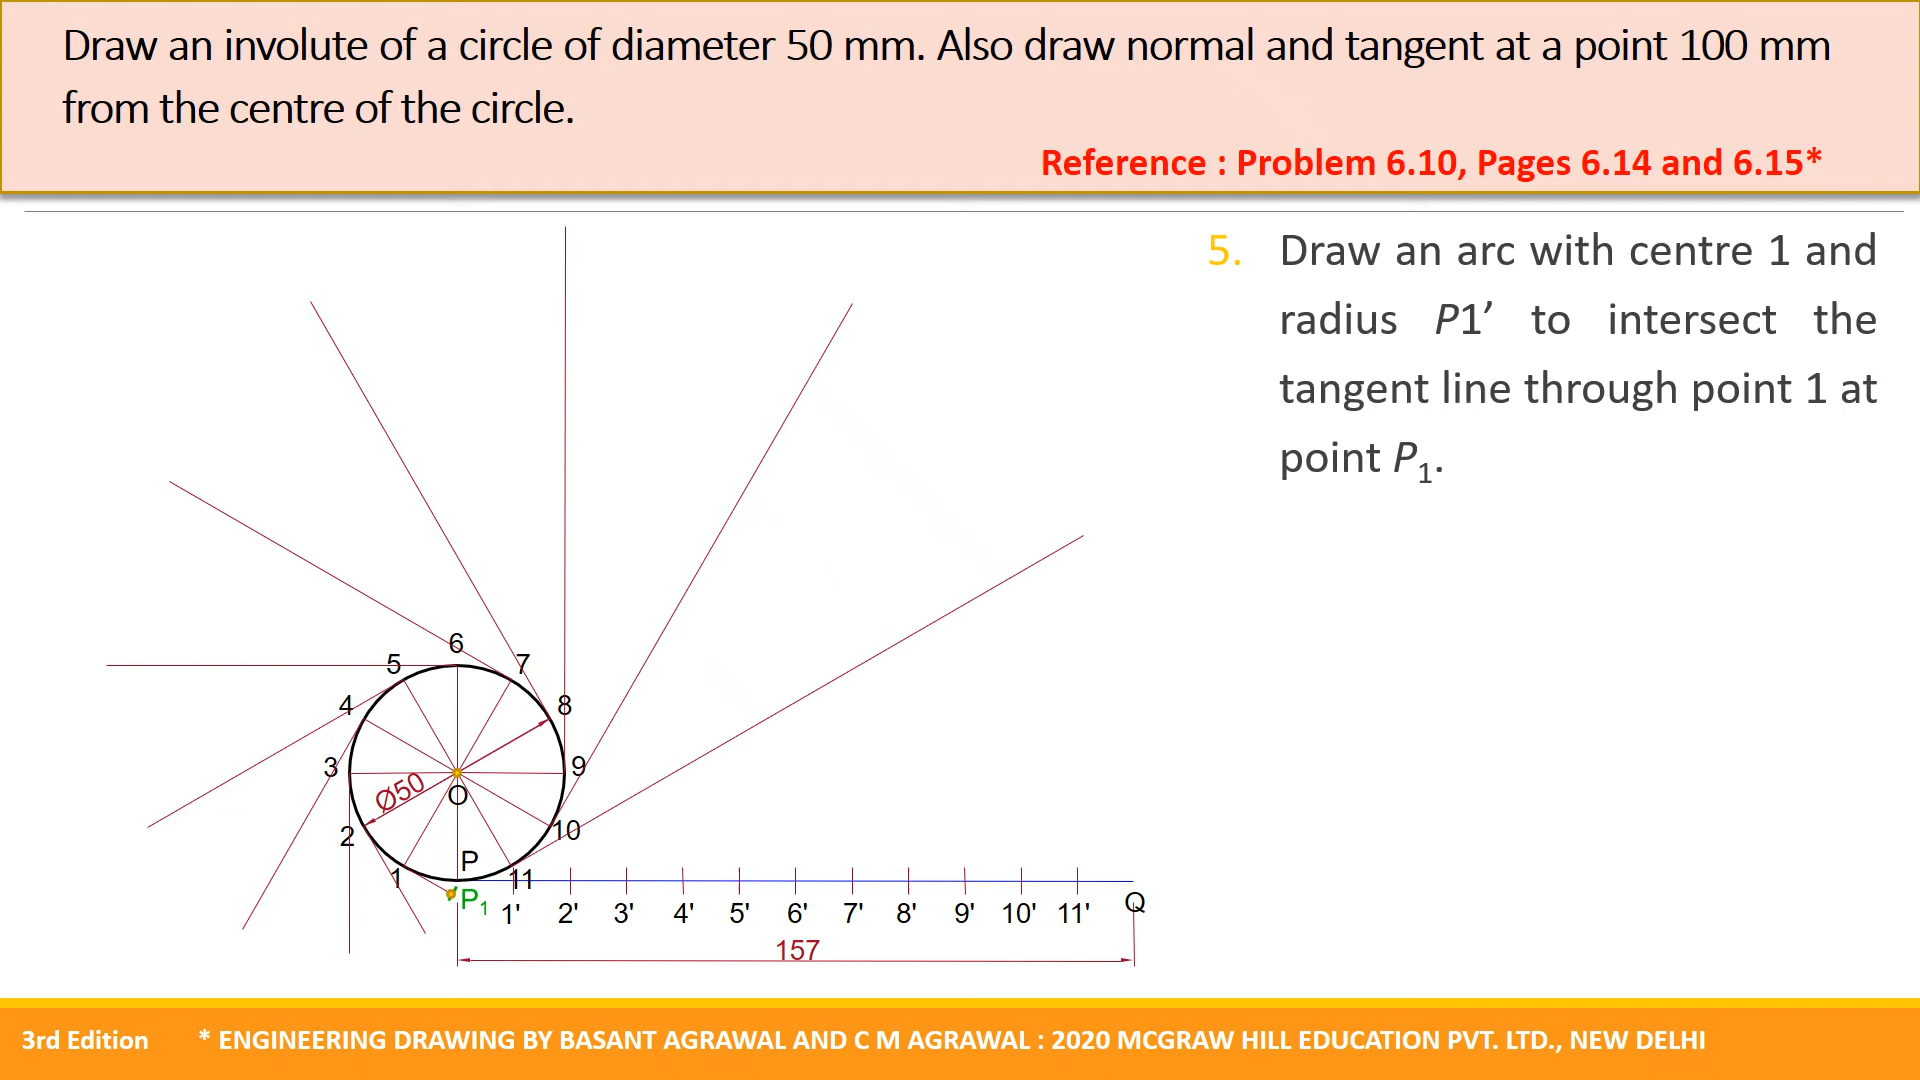 Draw an involute of a circle of diameter 50 mm. Also draw normal and tangent at a point 100 mm
from the centre of the circle.
Reference : Problem 6.10, Pages 6.14 and 6.15*
5. Draw an arc with centre 1 and
radius P1’ to intersect the
tangent line through point 1 at
point P1.
6
5
7
4
8
3
9
Ø50
O
2
10
P
1
11
P1
1'
2'
3'
4'
5'
6'
7'
8'
9'
10'
11'
Q
157
3rd Edition * ENGINEERING DRAWING BY BASANT AGRAWAL AND C M AGRAWAL : 2020 MCGRAW HILL EDUCATION PVT. LTD., NEW DELHI